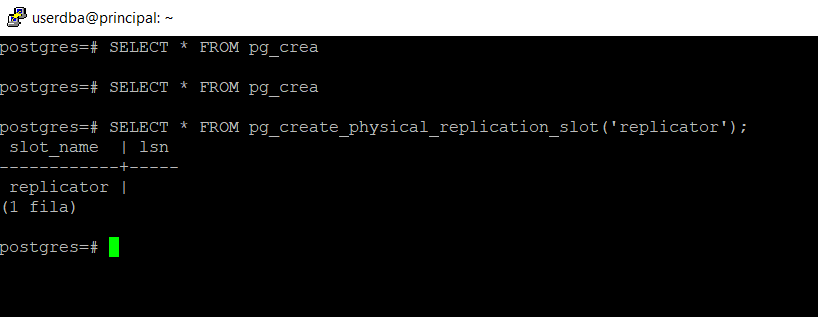 userdba@principal: ~
postgres=# SELECT * FROM pg_crea
postgres=# SELECT * FROM pg_crea
postgres=# SELECT * FROM pg_create_physical_replication_slot('replicator');
 slot_name  | lsn
------------+-----
 replicator |
(1 fila)
postgres=#